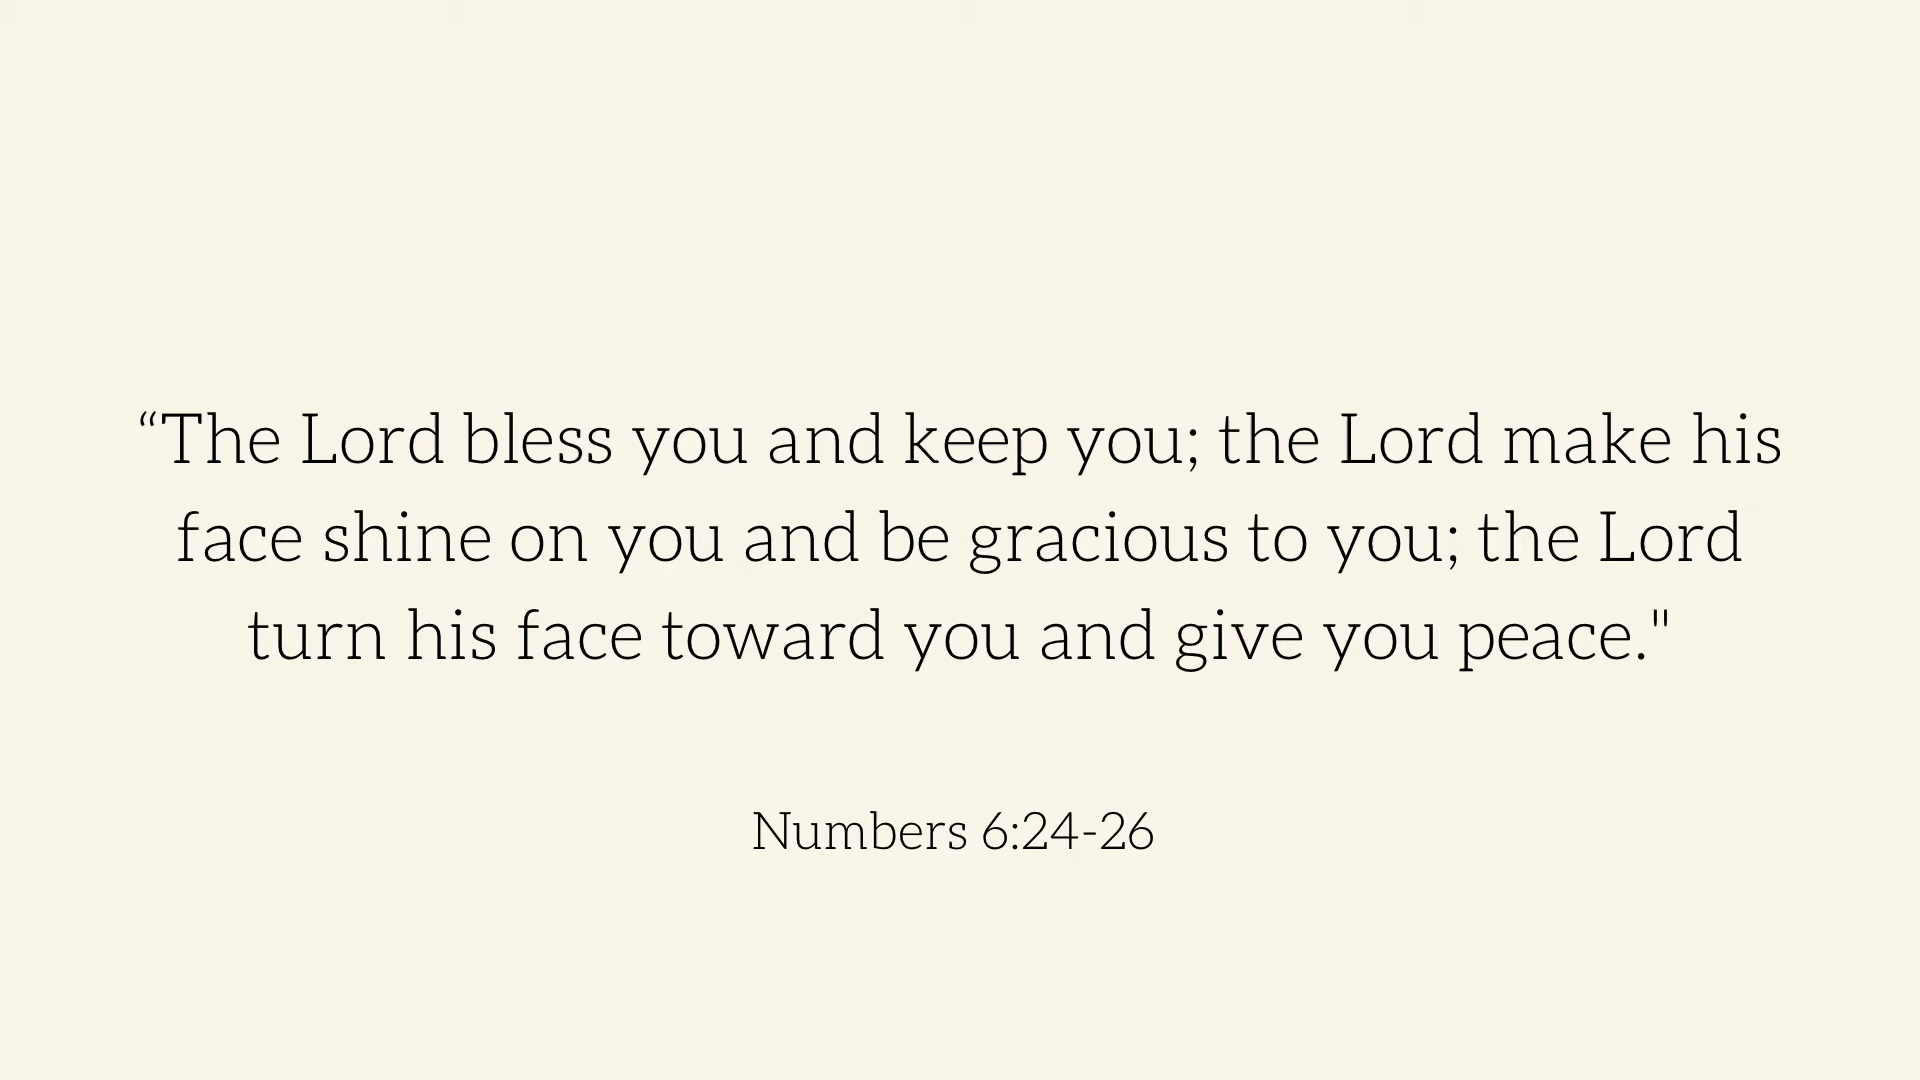 “The Lord bless you and keep you; the Lord make his
face shine on you and be gracious to you; the Lord
turn his face toward you and give you peace."
Numbers 6:24-26